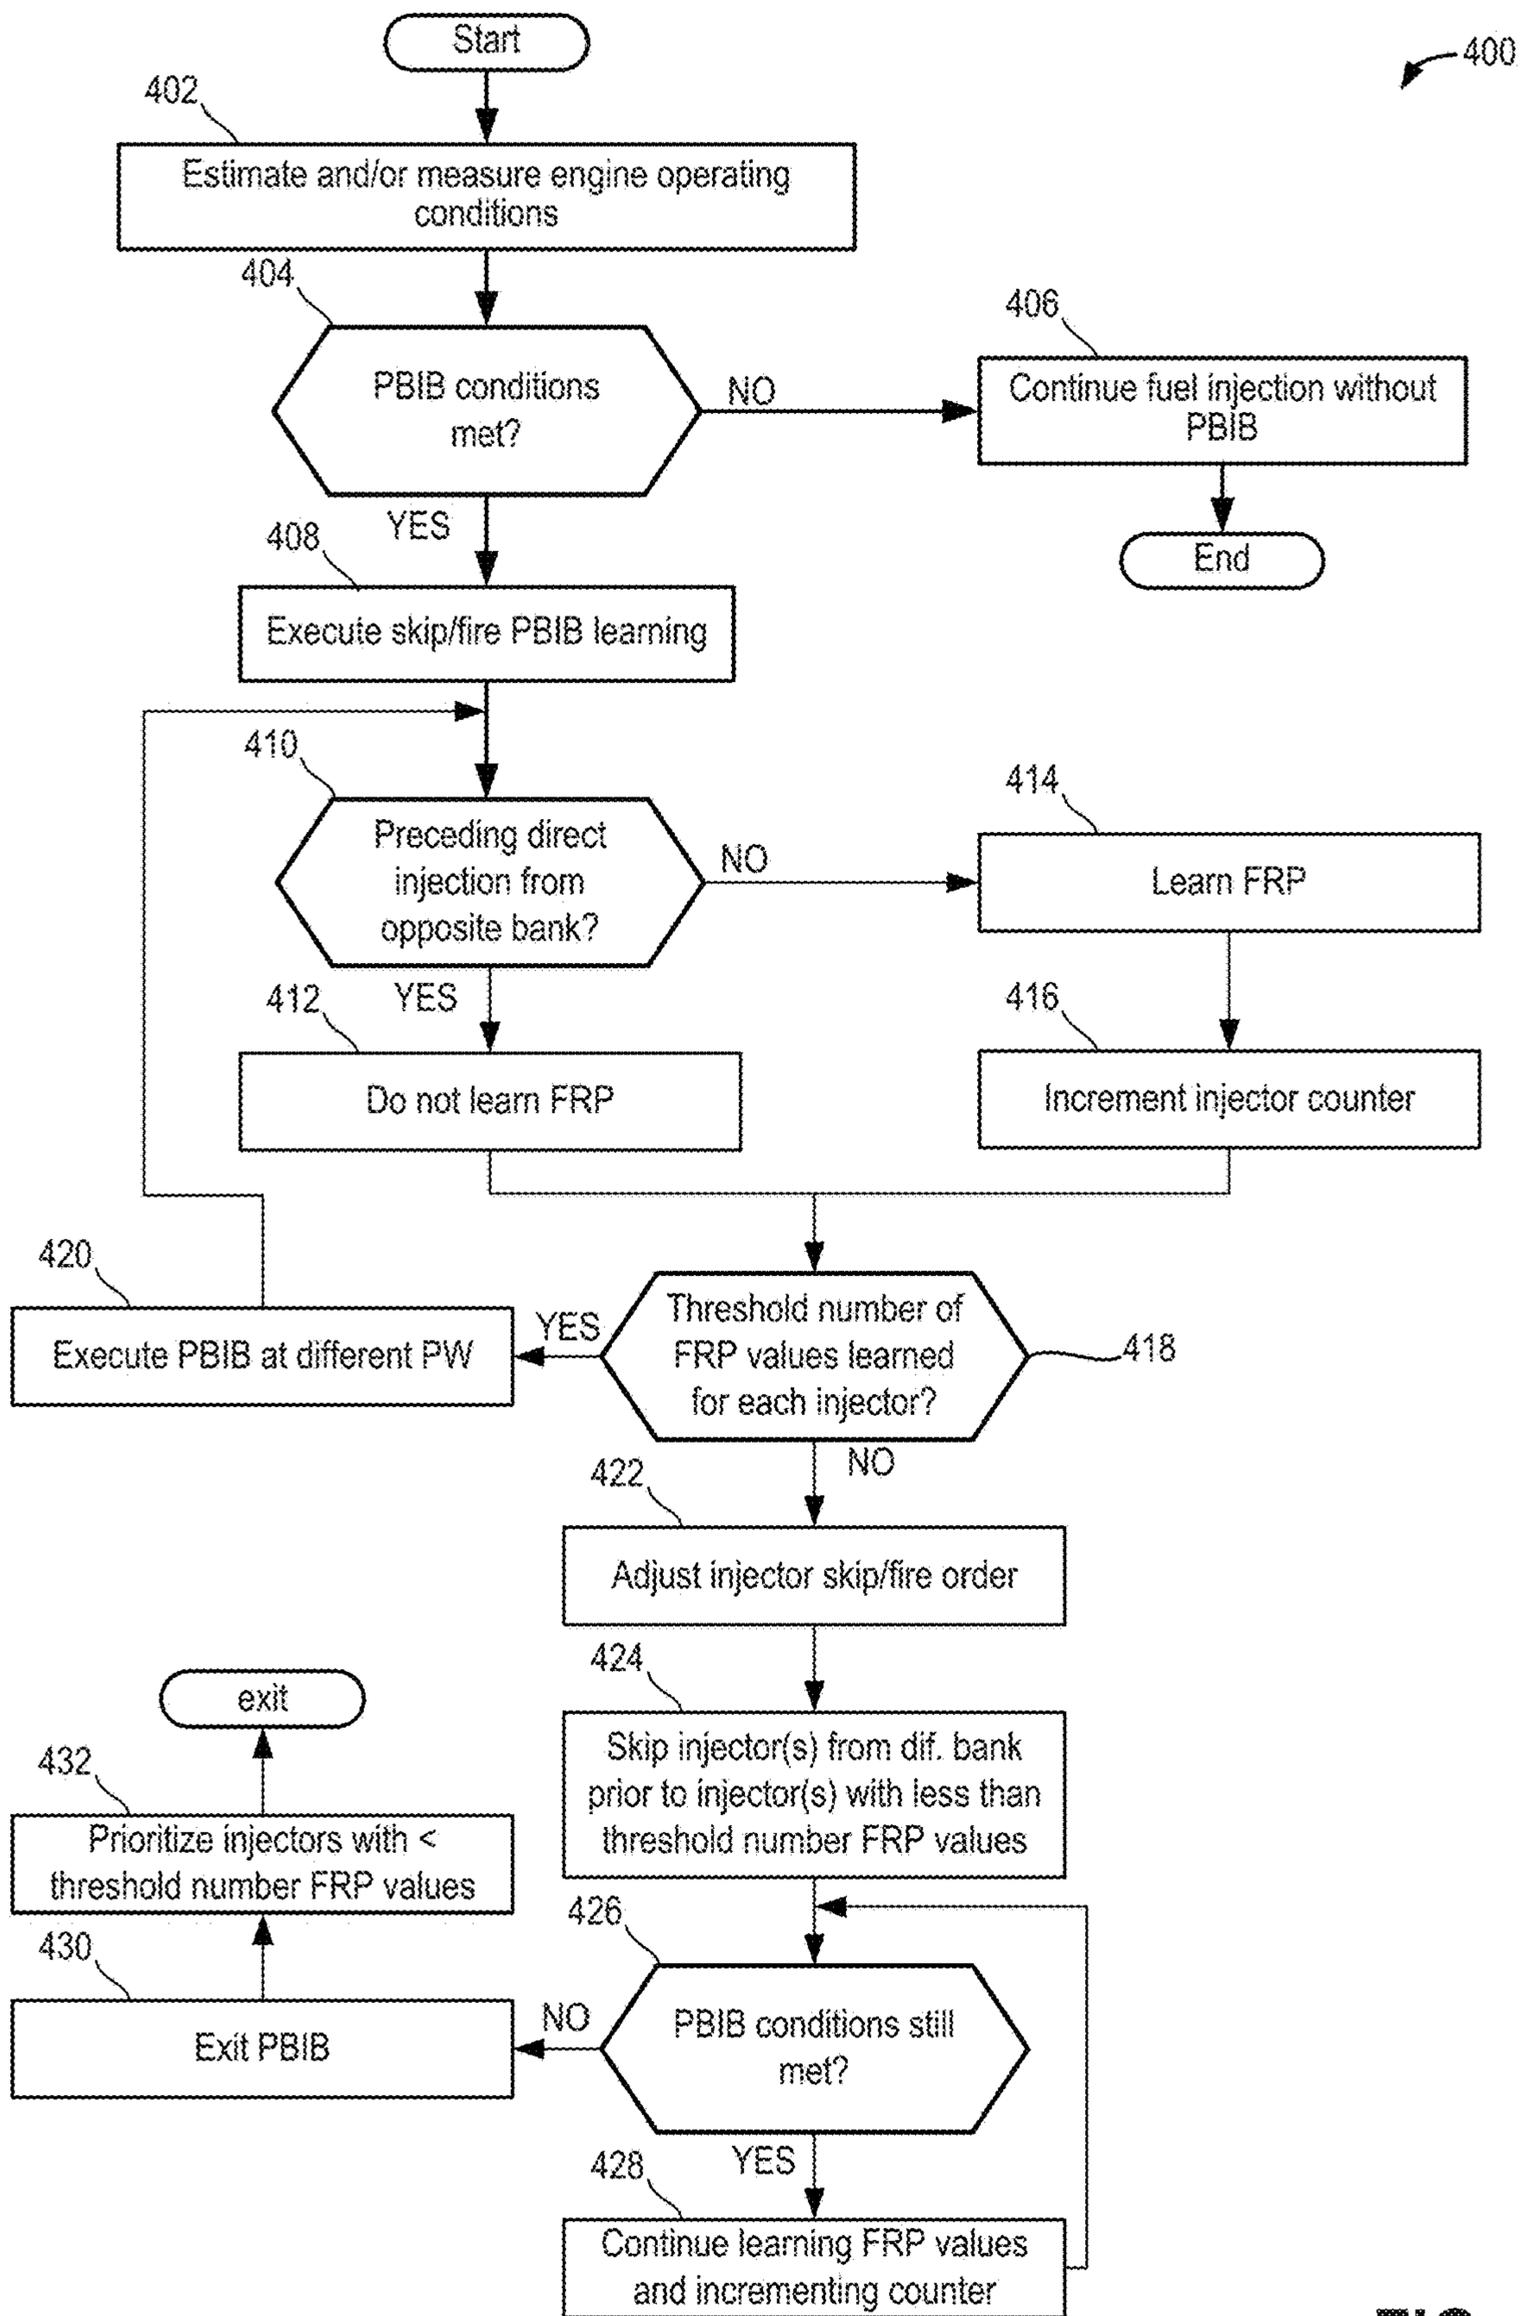 Start
400
402
Estimate and/or measure engine operating
conditions
404
PBIB conditions
met?
NO
406
Continue fuel injection without
PBIB
End
YES
408
Execute skip/fire PBIB learning
410
Preceding direct
injection from
opposite bank?
NO
414
Learn FRP
YES
412
Do not learn FRP
416
Increment injector counter
420
Execute PBIB at different PW
YES
Threshold number of
FRP values learned
for each injector?
418
NO
422
Adjust injector skip/fire order
424
Skip injector(s) from dif. bank
prior to injector(s) with less than
threshold number FRP values
exit
432
Prioritize injectors with <
threshold number FRP values
430
Exit PBIB
426
NO
PBIB conditions still
met?
YES
428
Continue learning FRP values
and incrementing counter